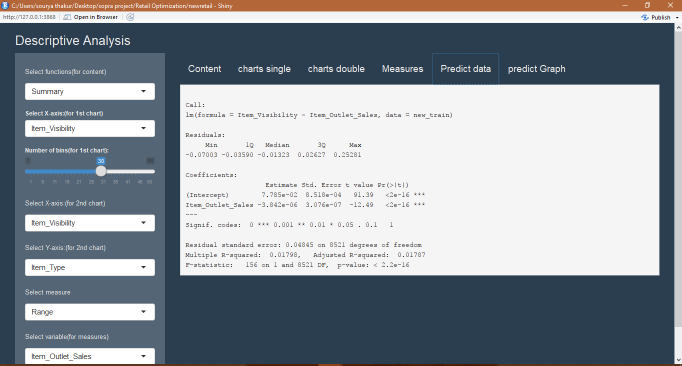 C:/Users/sourya thakur/Desktop/sopra project/Retail Optimization/newretail - Shiny
http://127.0.0.1:3868 Open in Browser Publish
Descriptive Analysis
Select functions(for content)
Summary
Select X-axis:(for 1st chart)
Item_Visibility
Number of bins(for 1st chart):
30
Select X-axis (for 2nd chart)
Item_Visibility
Select Y-axis:(for 2nd chart)
Item_Type
Select measure
Range
Select variable(for measures)
Item_Outlet_Sales
Content charts single charts double Measures Predict data predict Graph
Call:
lm(formula = Item_Visibility ~ Item_Outlet_Sales, data = new_train)
Residuals:
Min 1Q Median 3Q Max
-0.07003 -0.03590 -0.01323 0.02627 0.25281
Coefficients:
Estimate Std. Error t value Pr(>|t|)
(Intercept) 7.785e-02 8.518e-04 91.39 <2e-16 ***
Item_Outlet_Sales -3.842e-06 3.076e-07 -12.49 <2e-16 ***
---
Signif. codes: 0 *** 0.001 ** 0.01 * 0.05 . 0.1 1
Residual standard error: 0.04845 on 8521 degrees of freedom
Multiple R-squared: 0.01798, Adjusted R-squared: 0.01787
F-statistic: 156 on 1 and 8521 DF, p-value: < 2.2e-16